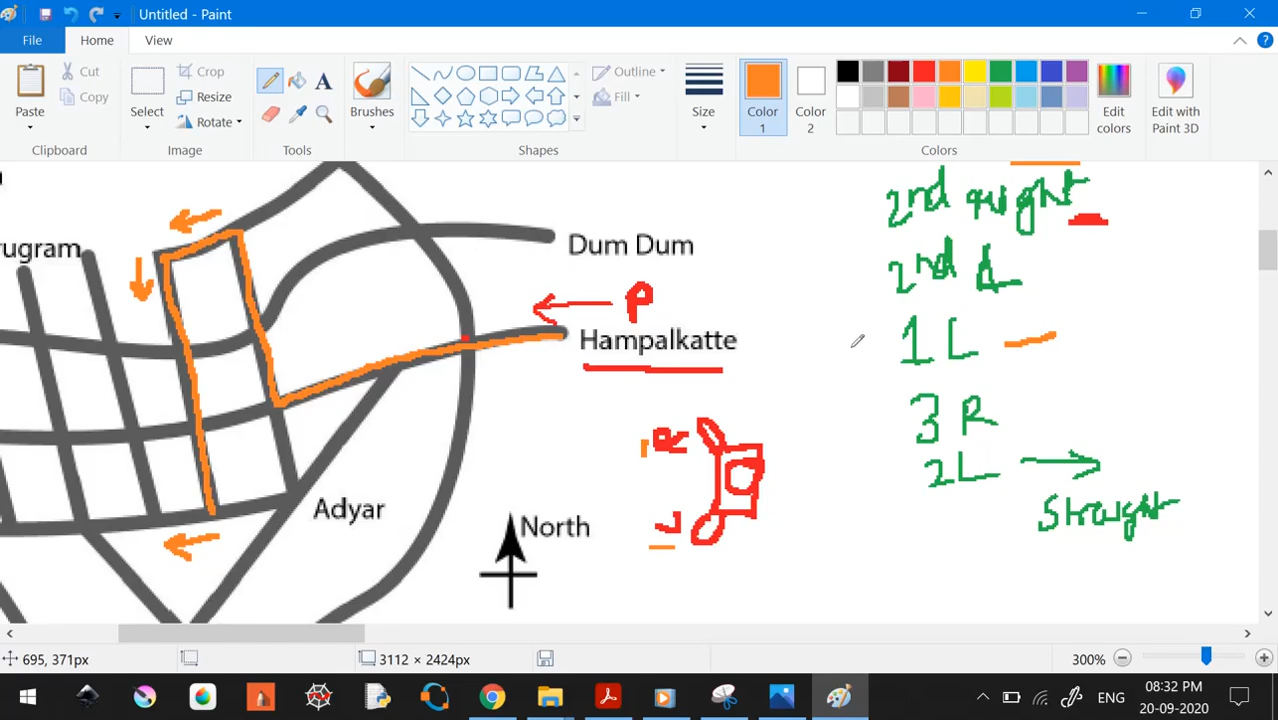 Untitled - Paint
File
Home
View
Paste
Cut
Copy
Clipboard
Select
Crop
Resize
Rotate
Image
A
Tools
Brushes
Shapes
Outline
Fill
Size
Color 1
Color 2
Edit colors
Edit with Paint 3D
Colors
urugram
Dum Dum
P
Hampalkatte
R
L
Adyar
North
2nd right
2nd L
1 L
3 R
2L
Straight
695, 371px
3112 × 2424px
300%
ENG
08:32 PM
20-09-2020